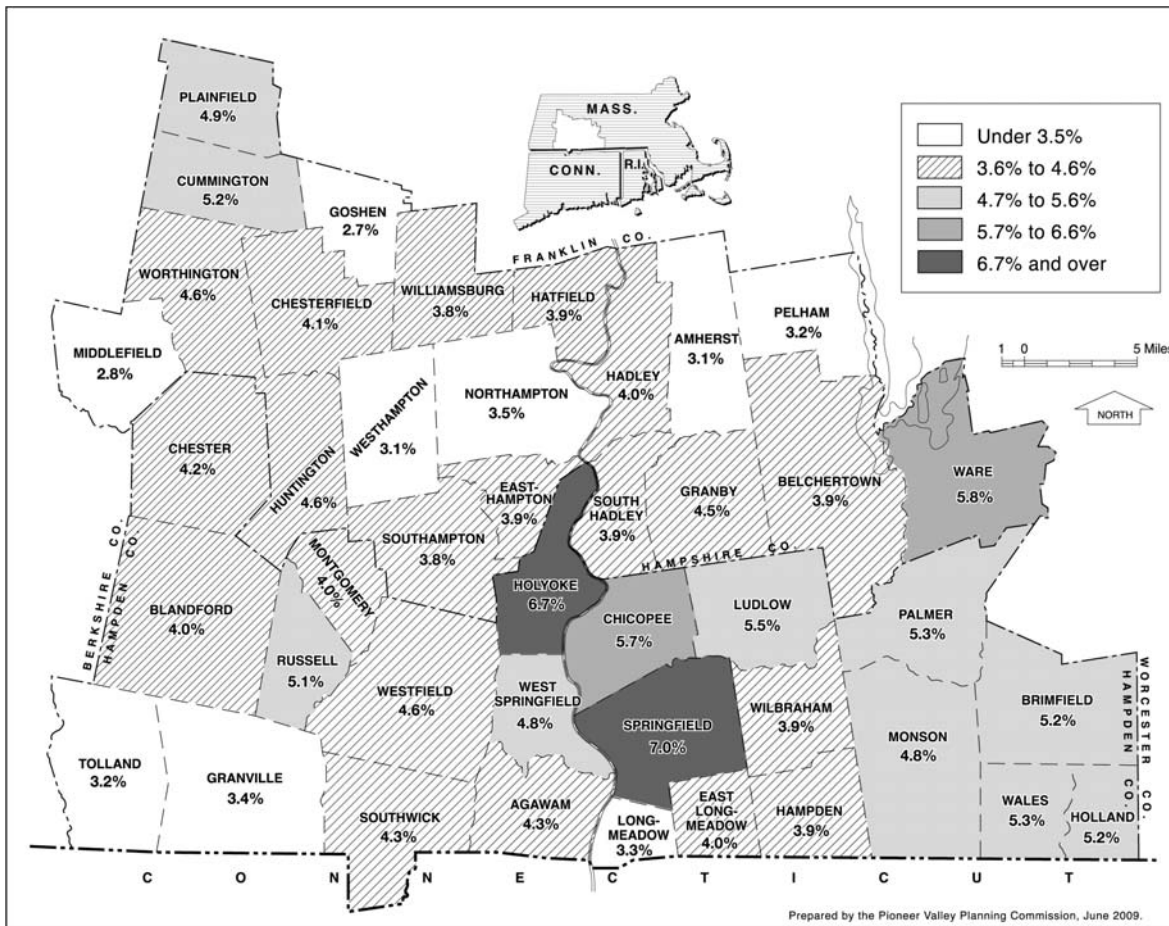 PLAINFIELD
4.9%
CUMMINGTON
5.2%
GOSHEN
2.7%
MASS.
CONN.
R.I.
Under 3.5%
3.6% to 4.6%
4.7% to 5.6%
5.7% to 6.6%
6.7% and over
FRANKLIN CO.
WORTHINGTON
4.6%
CHESTERFIELD
4.1%
WILLIAMSBURG
3.8%
HATFIELD
3.9%
PELHAM
3.2%
AMHERST
3.1%
MIDDLEFIELD
2.8%
HADLEY
4.0%
1 0 5 Miles
NORTH
NORTHAMPTON
3.5%
WESTHAMPTON
3.1%
CHESTER
4.2%
HUNTINGTON
4.6%
EAST-
HAMPTON
3.9%
SOUTH
HADLEY
3.9%
GRANBY
4.5%
BELCHERTOWN
3.9%
WARE
5.8%
SOUTHAMPTON
3.8%
MONTGOMERY
4.0%
HAMPSHIRE CO.
BERKSHIRE CO.
HAMPDEN CO.
BLANDFORD
4.0%
HOLYOKE
6.7%
CHICOPEE
5.7%
LUDLOW
5.5%
PALMER
5.3%
RUSSELL
5.1%
WESTFIELD
4.6%
WEST
SPRINGFIELD
4.8%
SPRINGFIELD
7.0%
WILBRAHAM
3.9%
MONSON
4.8%
BRIMFIELD
5.2%
WORCESTER CO.
HAMPDEN CO.
TOLLAND
3.2%
GRANVILLE
3.4%
SOUTHWICK
4.3%
AGAWAM
4.3%
LONG-
MEADOW
3.3%
EAST
LONG-
MEADOW
4.0%
HAMPDEN
3.9%
WALES
5.3%
HOLLAND
5.2%
CONNECTICUT
Prepared by the Pioneer Valley Planning Commission, June 2009.